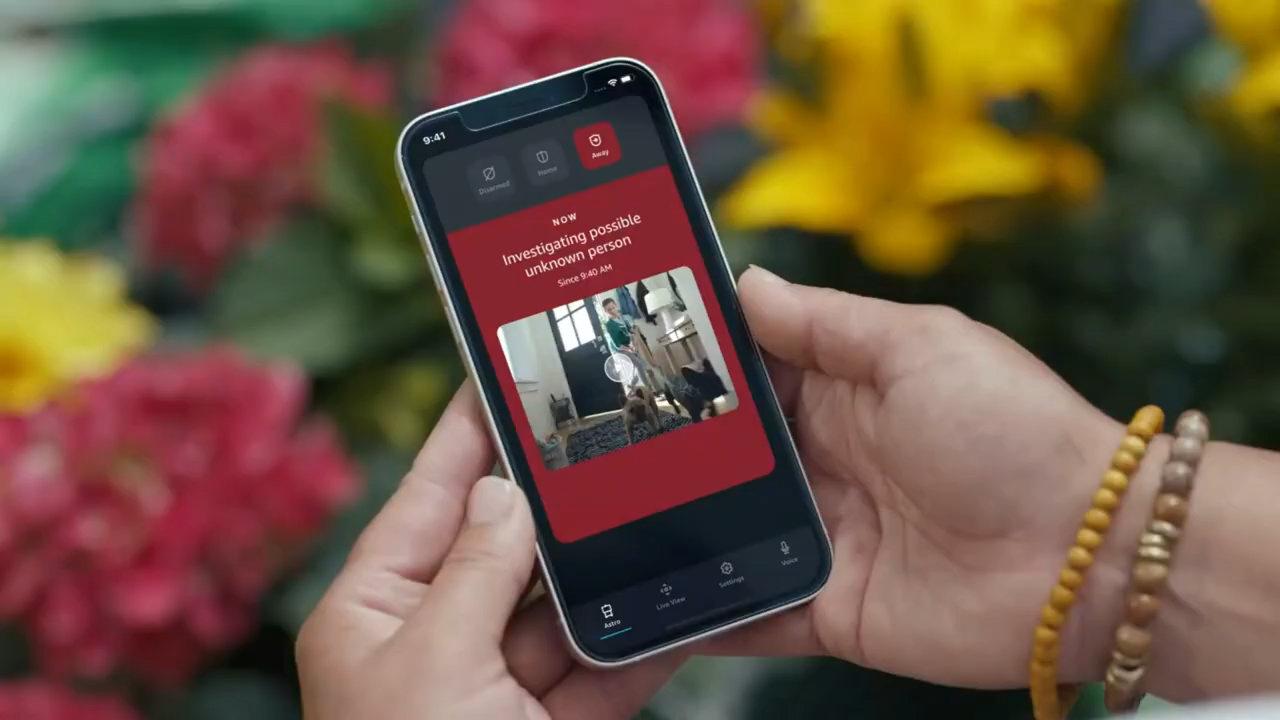 9:41
Disarmed
Home
Away
NOW
Investigating possible
unknown person
Since 9:40 AM
Astro
Live View
Settings
Voice